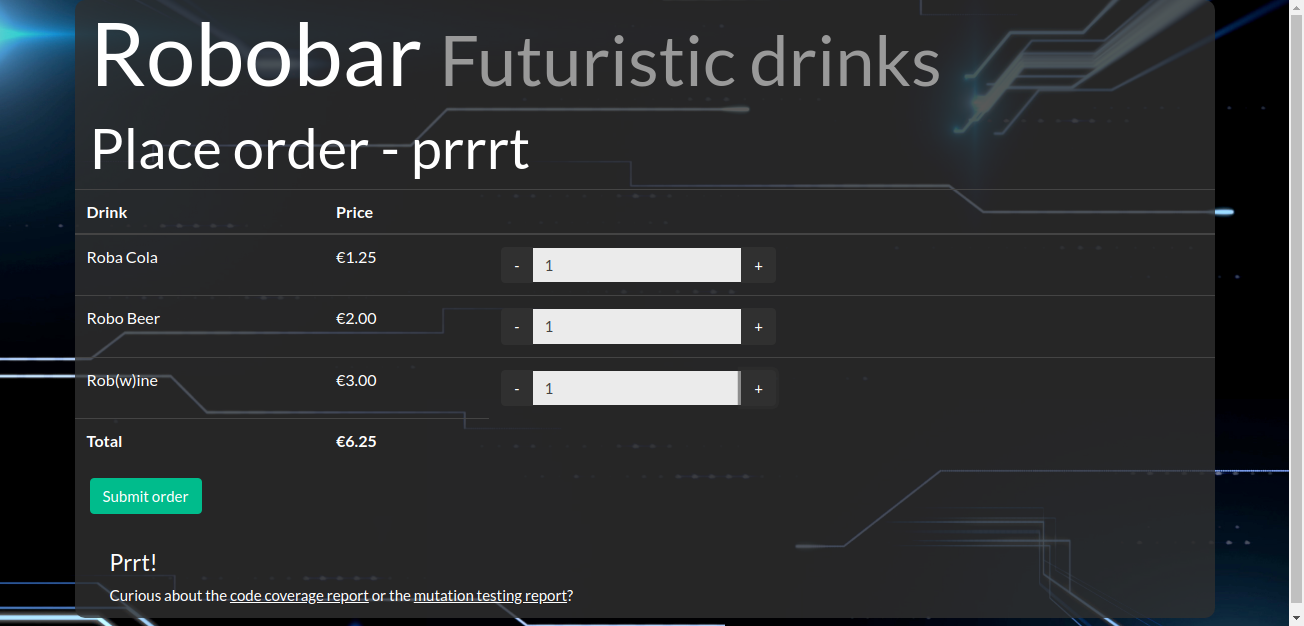 Robobar Futuristic drinks
Place order - prrrt
Drink Price
Roba Cola €1.25 - 1 +
Robo Beer €2.00 - 1 +
Rob(w)ine €3.00 - 1 +
Total €6.25
Submit order
Prrt!
Curious about the code coverage report or the mutation testing report?